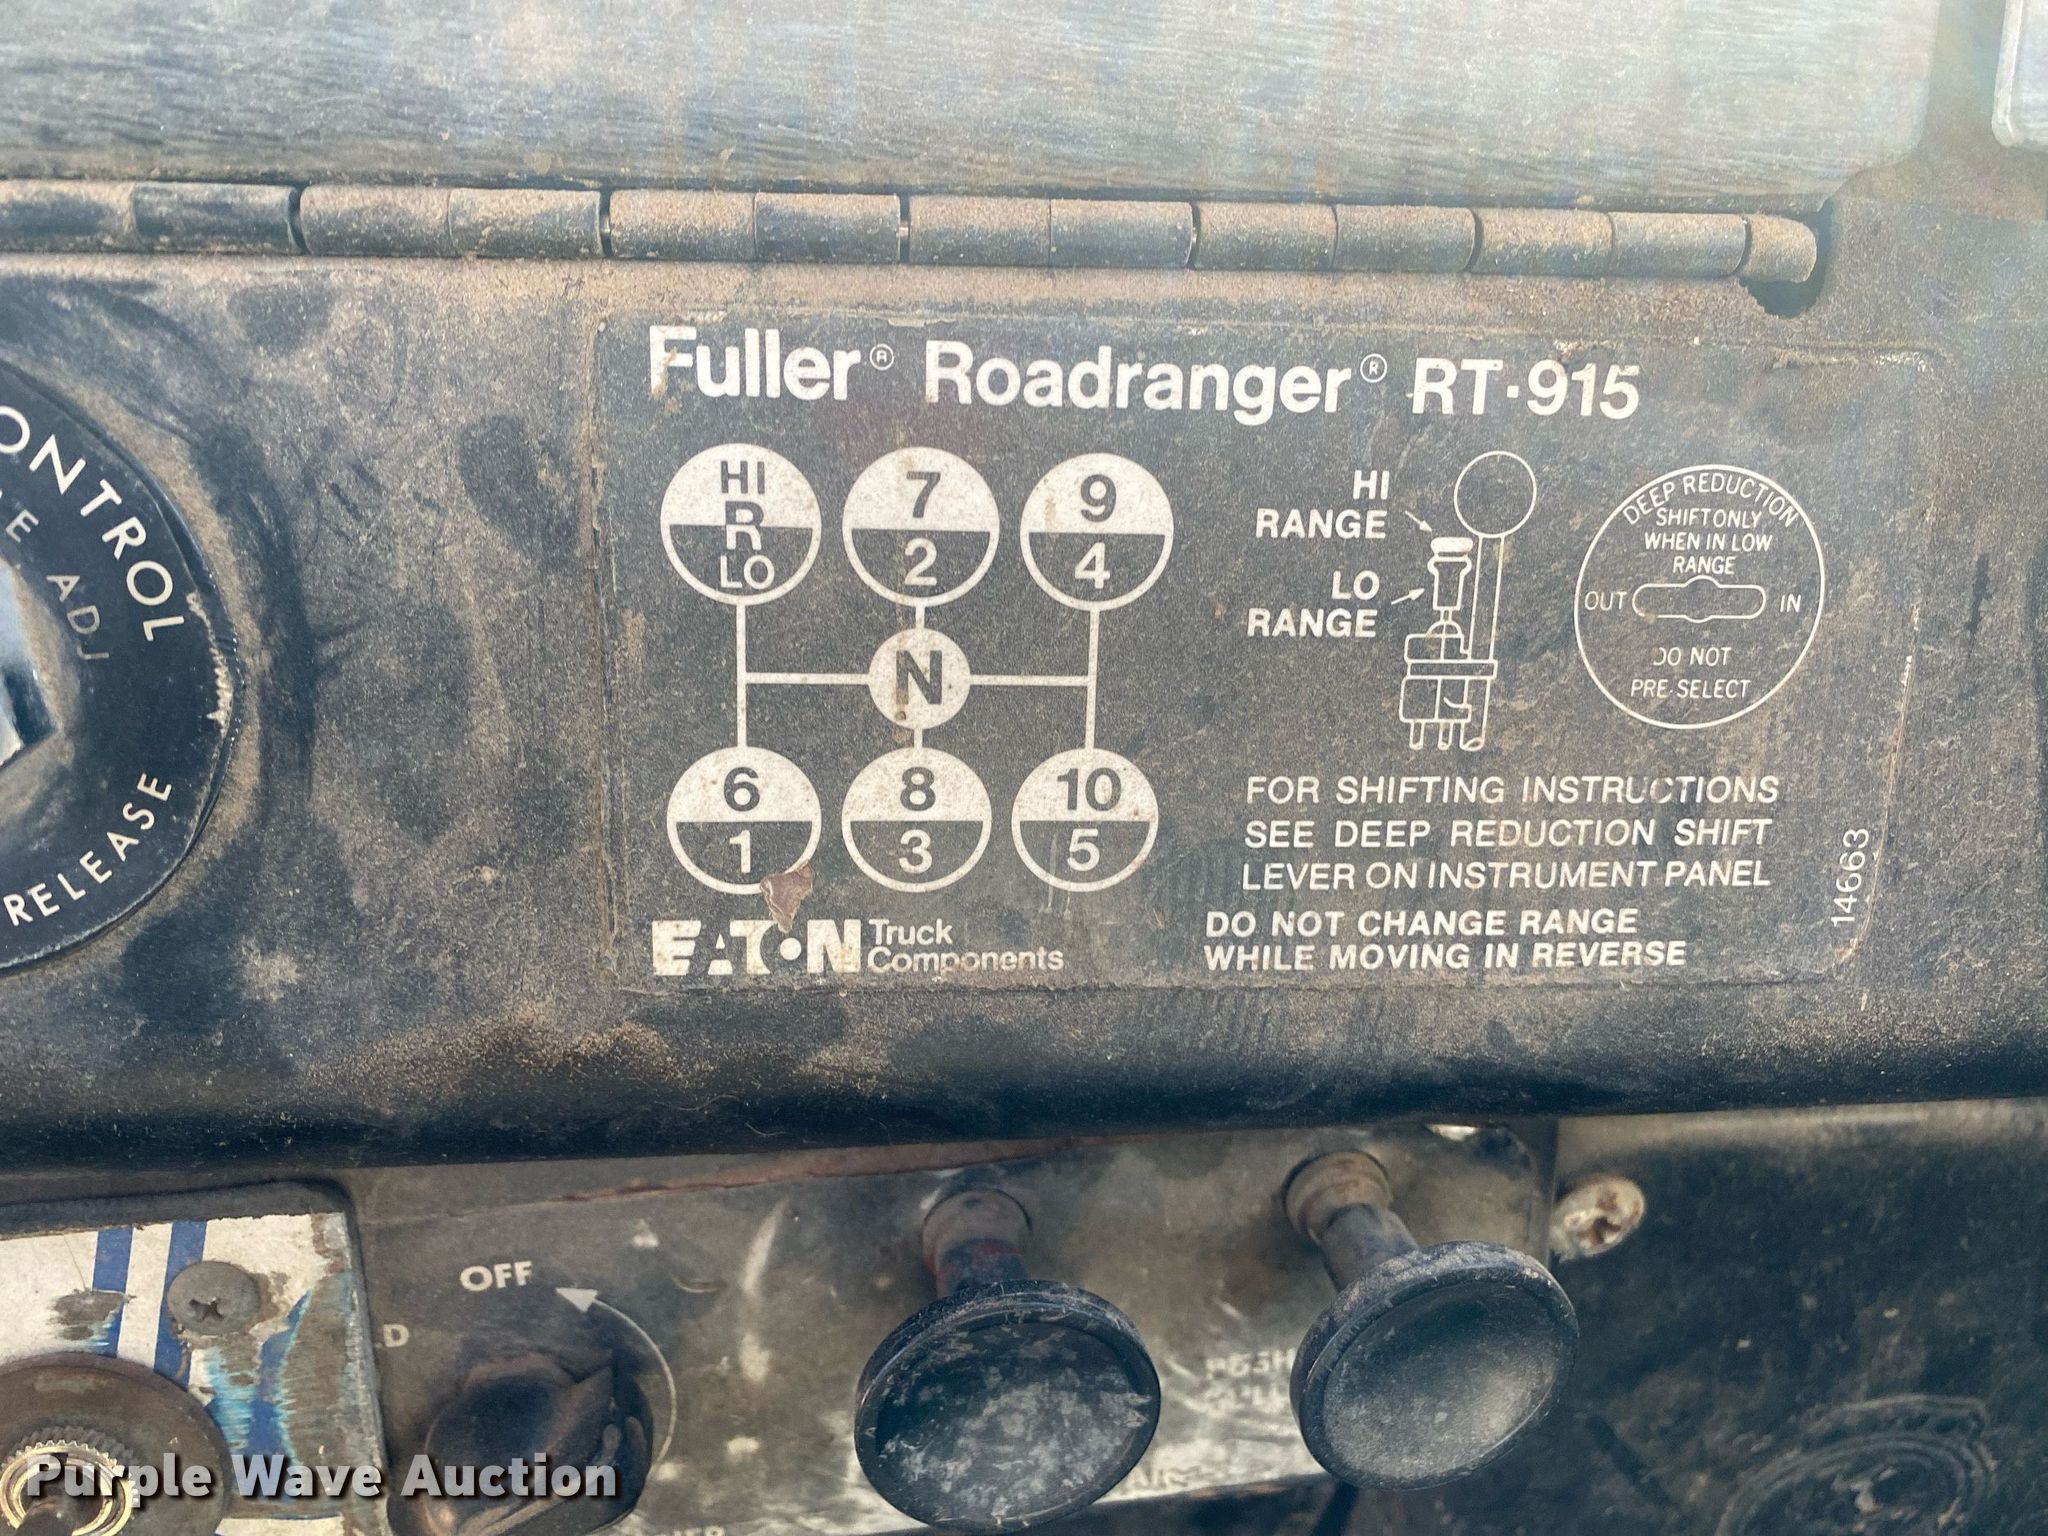 Fuller® Roadranger® RT-915
HI
R
LO
7
2
9
4
N
6
1
8
3
10
5
HI
RANGE
LO
RANGE
DEEP REDUCTION
SHIFT ONLY
WHEN IN LOW
RANGE
OUT IN
DO NOT
PRE-SELECT
FOR SHIFTING INSTRUCTIONS
SEE DEEP REDUCTION SHIFT
LEVER ON INSTRUMENT PANEL
DO NOT CHANGE RANGE
WHILE MOVING IN REVERSE
14663
EATON Truck
Components
ONTROL
E ADJ
RELEASE
OFF
Purple Wave Auction